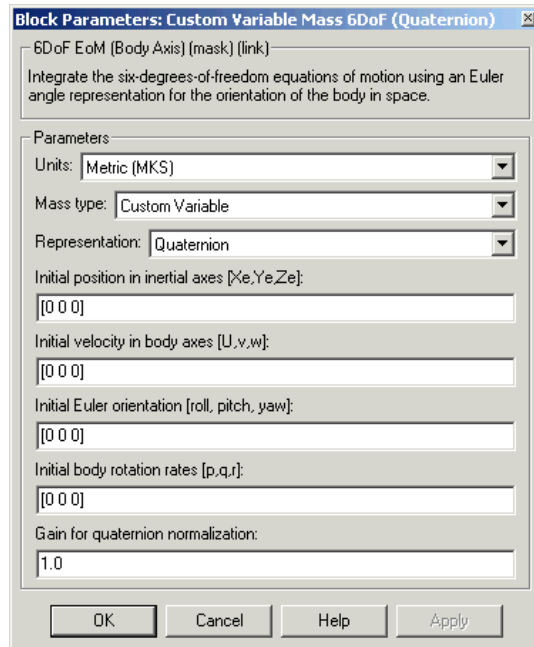 Block Parameters: Custom Variable Mass 6DoF (Quaternion)
6DoF EoM (Body Axis) (mask) (link)
Integrate the six-degrees-of-freedom equations of motion using an Euler
angle representation for the orientation of the body in space.
Parameters
Units: Metric (MKS)
Mass type: Custom Variable
Representation: Quaternion
Initial position in inertial axes [Xe,Ye,Ze]:
[0 0 0]
Initial velocity in body axes [U,v,w]:
[0 0 0]
Initial Euler orientation [roll, pitch, yaw]:
[0 0 0]
Initial body rotation rates [p,q,r]:
[0 0 0]
Gain for quaternion normalization:
1.0
OK Cancel Help Apply